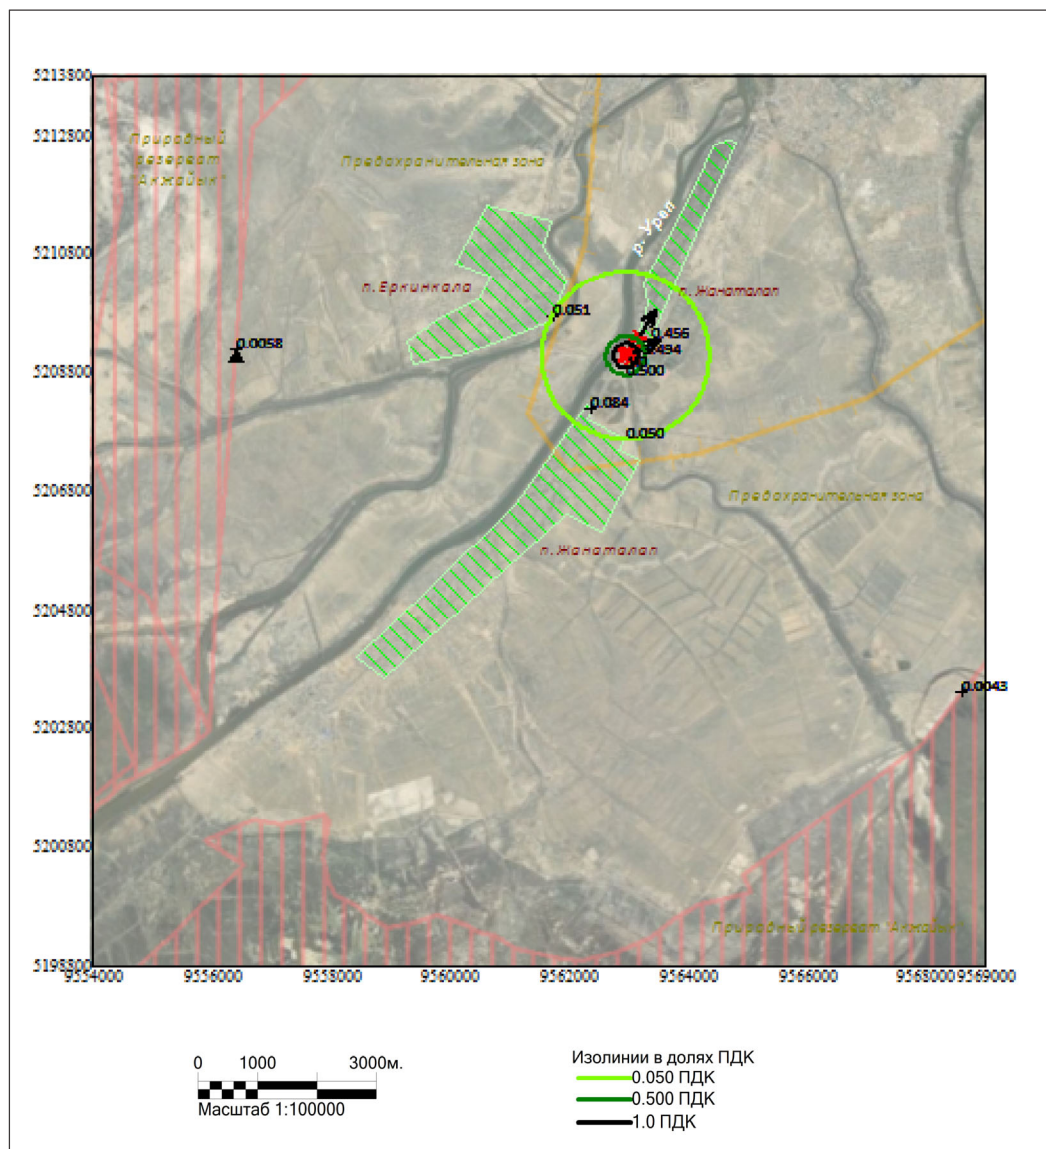 5213800
5212800
Природный
резерват
"Акжайык"
Предохранительная зона
р. Урал
5210800
п. Еркинкала
п. Жанаталап
0.051
0.456
0.0058
0.494
5208800
0.500
0.084
0.050
5206800
Предохранительная зона
п. Жанаталап
5204800
0.0043
5202800
5200800
Природный резерват "Акжайык"
5198800
9554000 9556000 9558000 9560000 9562000 9564000 9566000 9568000 9569000
0 1000 3000м.
Масштаб 1:100000
Изолинии в долях ПДК
0.050 ПДК
0.500 ПДК
1.0 ПДК